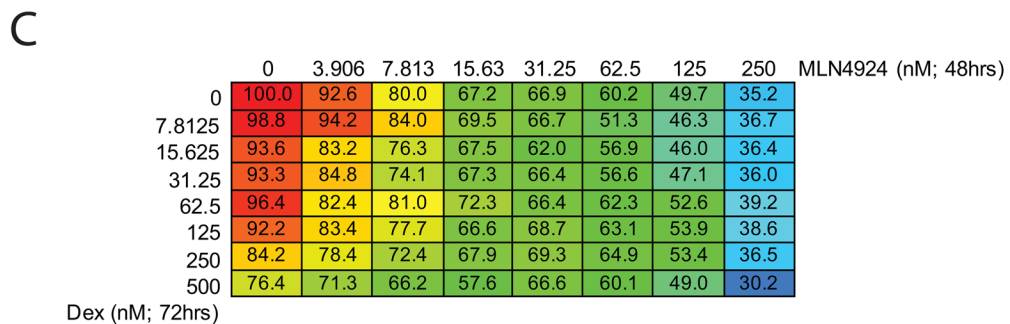 C
0 3.906 7.813 15.63 31.25 62.5 125 250 MLN4924 (nM; 48hrs)
0 100.0 92.6 80.0 67.2 66.9 60.2 49.7 35.2
7.8125 98.8 94.2 84.0 69.5 66.7 51.3 46.3 36.7
15.625 93.6 83.2 76.3 67.5 62.0 56.9 46.0 36.4
31.25 93.3 84.8 74.1 67.3 66.4 56.6 47.1 36.0
62.5 96.4 82.4 81.0 72.3 66.4 62.3 52.6 39.2
125 92.2 83.4 77.7 66.6 68.7 63.1 53.9 38.6
250 84.2 78.4 72.4 67.9 69.3 64.9 53.4 36.5
500 76.4 71.3 66.2 57.6 66.6 60.1 49.0 30.2
Dex (nM; 72hrs)